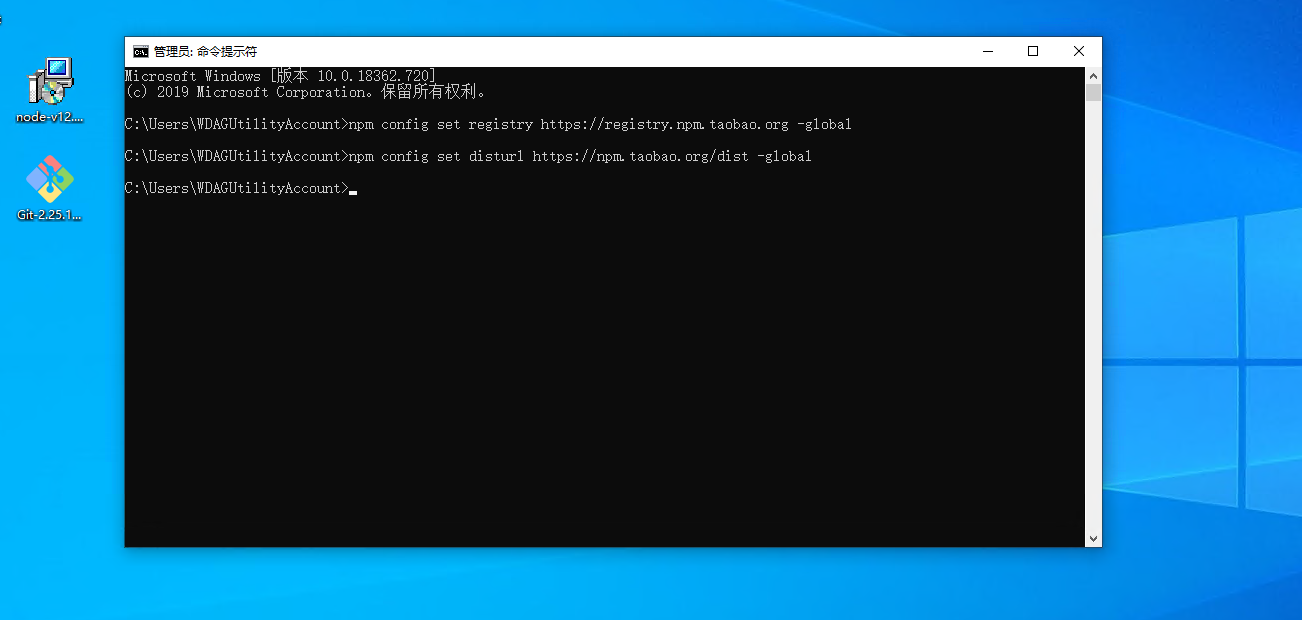 管理员: 命令提示符
Microsoft Windows [版本 10.0.18362.720]
(c) 2019 Microsoft Corporation。保留所有权利。
C:\Users\WDAGUtilityAccount>npm config set registry https://registry.npm.taobao.org -global
C:\Users\WDAGUtilityAccount>npm config set disturl https://npm.taobao.org/dist -global
C:\Users\WDAGUtilityAccount>
node-v12....
Git-2.25.1...